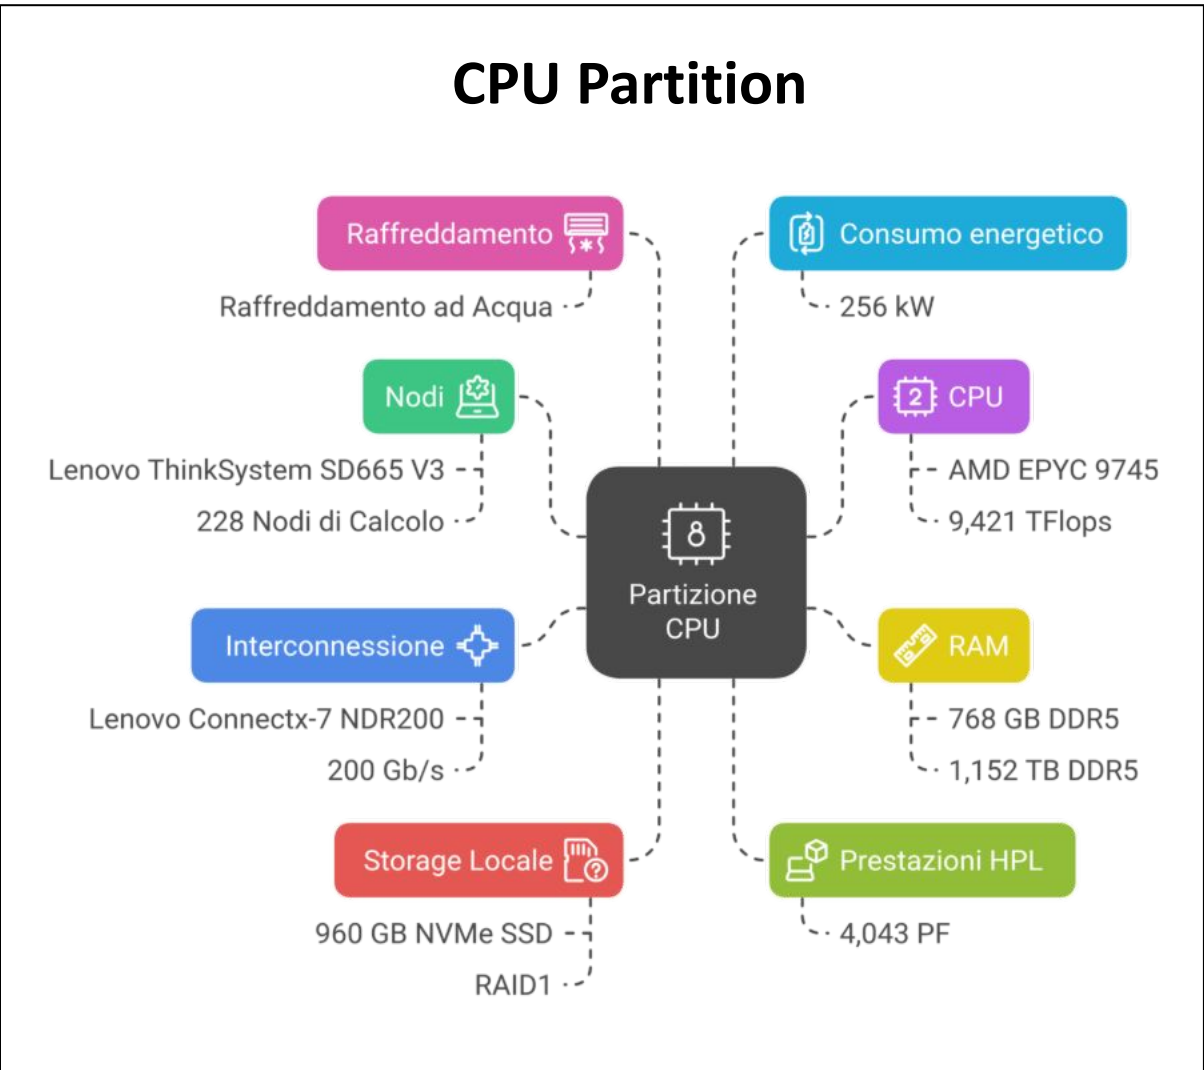 CPU Partition
Raffreddamento
Raffreddamento ad Acqua
Consumo energetico
256 kW
Nodi
Lenovo ThinkSystem SD665 V3
228 Nodi di Calcolo
2
CPU
AMD EPYC 9745
9,421 TFlops
8
Partizione
CPU
Interconnessione
Lenovo Connectx-7 NDR200
200 Gb/s
RAM
768 GB DDR5
1,152 TB DDR5
Storage Locale
?
960 GB NVMe SSD
RAID1
Prestazioni HPL
4,043 PF